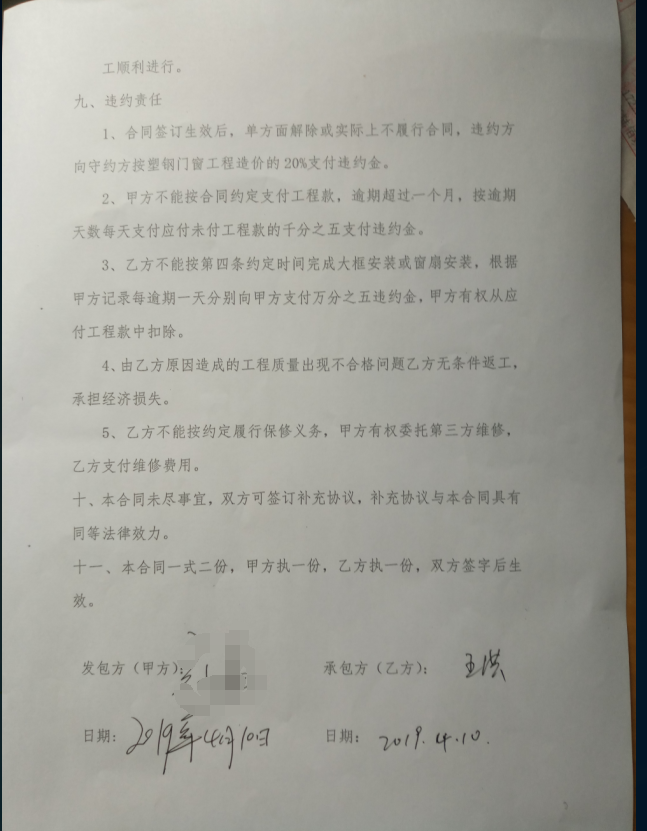 工顺利进行。
九、违约责任
1、合同签订生效后，单方面解除或实际上不履行合同，违约方
向守约方按塑钢门窗工程造价的20%支付违约金。
2、甲方不能按合同约定支付工程款，逾期超过一个月，按逾期
天数每天支付应付未付工程款的千分之五支付违约金。
3、乙方不能按第四条约定时间完成大框安装或窗扇安装，根据
甲方记录每逾期一天分别向甲方支付万分之五违约金，甲方有权从应
付工程款中扣除。
4、由乙方原因造成的工程质量出现不合格问题乙方无条件返工，
承担经济损失。
5、乙方不能按约定履行保修义务，甲方有权委托第三方维修，
乙方支付维修费用。
十、本合同未尽事宜，双方可签订补充协议，补充协议与本合同具有
同等法律效力。
十一、本合同一式二份，甲方执一份，乙方执一份，双方签字后生
效。
发包方（甲方）： 承包方（乙方）： 王洪
日期： 2019年4月10日 日期： 2019.4.10.